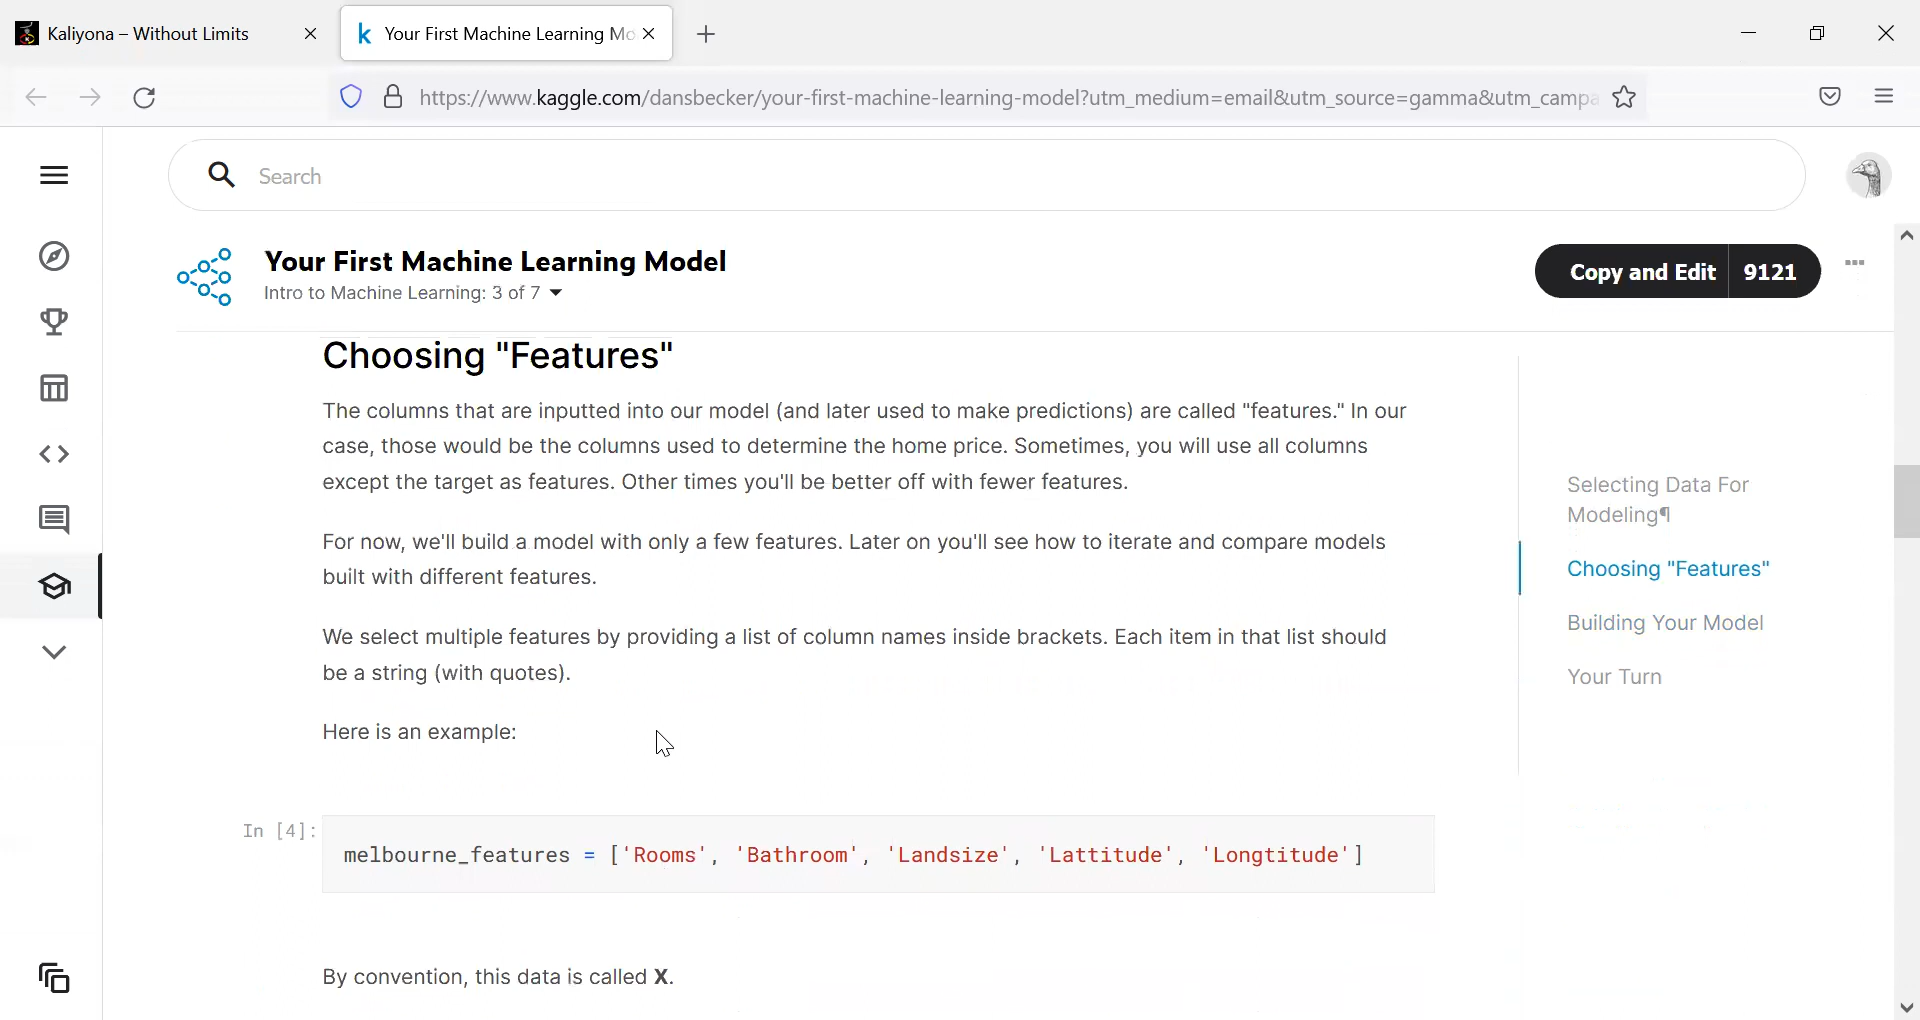 Kaliyona – Without Limits
Your First Machine Learning Mo
https://www.kaggle.com/dansbecker/your-first-machine-learning-model?utm_medium=email&utm_source=gamma&utm_campa
Search
Your First Machine Learning Model
Intro to Machine Learning: 3 of 7
Copy and Edit 9121
Choosing "Features"
The columns that are inputted into our model (and later used to make predictions) are called "features." In our
case, those would be the columns used to determine the home price. Sometimes, you will use all columns
except the target as features. Other times you'll be better off with fewer features.
For now, we'll build a model with only a few features. Later on you'll see how to iterate and compare models
built with different features.
We select multiple features by providing a list of column names inside brackets. Each item in that list should
be a string (with quotes).
Here is an example:
In [4]:
melbourne_features = ['Rooms', 'Bathroom', 'Landsize', 'Lattitude', 'Longtitude']
By convention, this data is called X.
Selecting Data For
Modeling¶
Choosing "Features"
Building Your Model
Your Turn